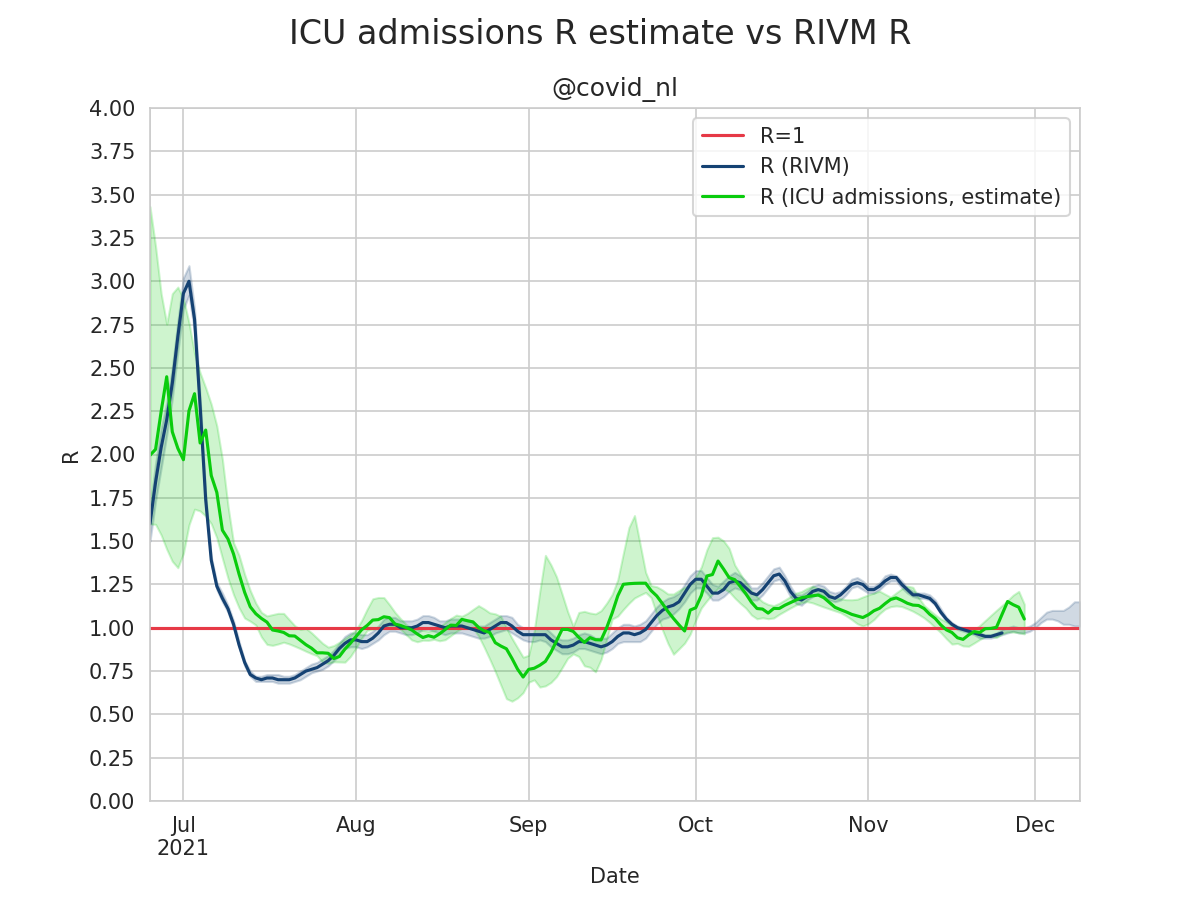 ICU admissions R estimate vs RIVM R
@covid_nl
R=1
R (RIVM)
R (ICU admissions, estimate)
4.00
3.75
3.50
3.25
3.00
2.75
2.50
2.25
2.00
1.75
1.50
1.25
1.00
0.75
0.50
0.25
0.00
R
Jul
2021
Aug
Sep
Oct
Nov
Dec
Date